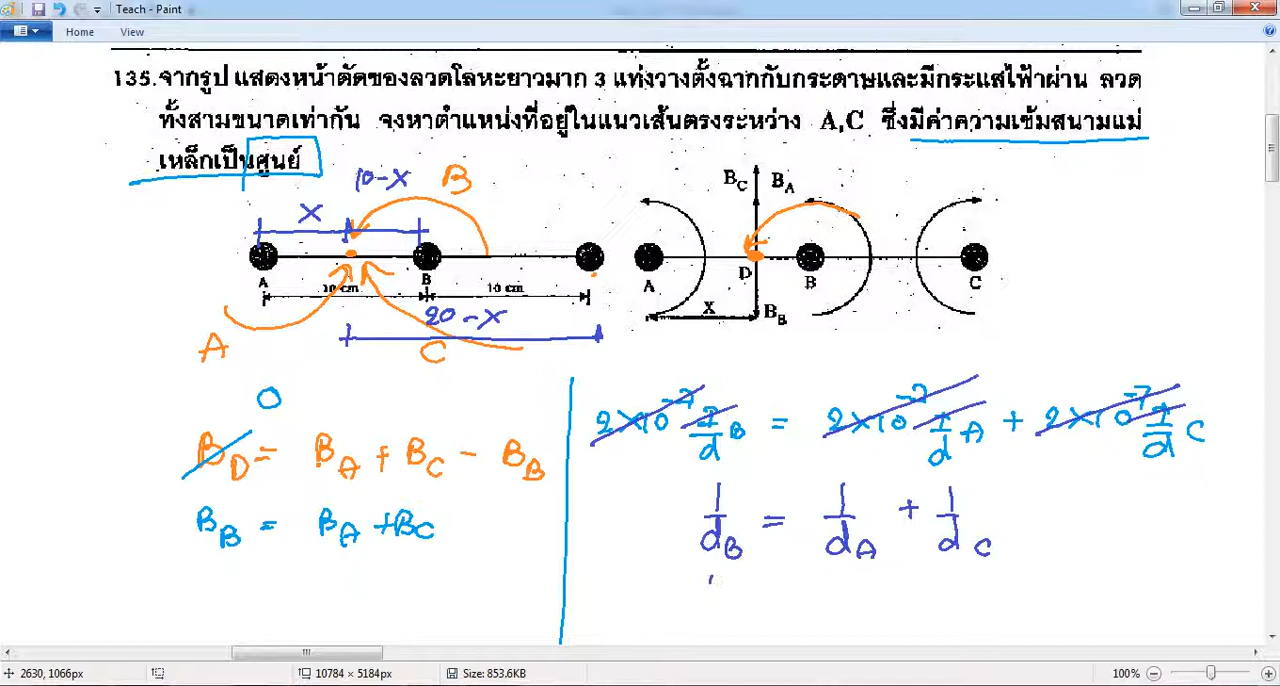 Teach - Paint
Home View
135. จากรูป แสดงหน้าตัดของลวดโลหะยาวมาก 3 แท่งวางตั้งฉากกับกระดาษและมีกระแสไฟฟ้าผ่าน ลวด
ทั้งสามขนาดเท่ากัน จงหาตำแหน่งที่อยู่ในแนวเส้นตรงระหว่าง A,C ซึ่งมีค่าความเข้มสนามแม่
เหล็กเป็นศูนย์
10-x B
x
A B
10 cm. 10 cm.
20-x
A C
B_C B_A
A D B C
X B_B
0
B_D = B_A + B_C - B_B
B_B = B_A + B_C
2×10^-7 I/d B = 2×10^-7 I/d A + 2×10^-7 I/d C
1/d_B = 1/d_A + 1/d_C
2630, 1066px 10784 × 5184px Size: 853.6KB 100%